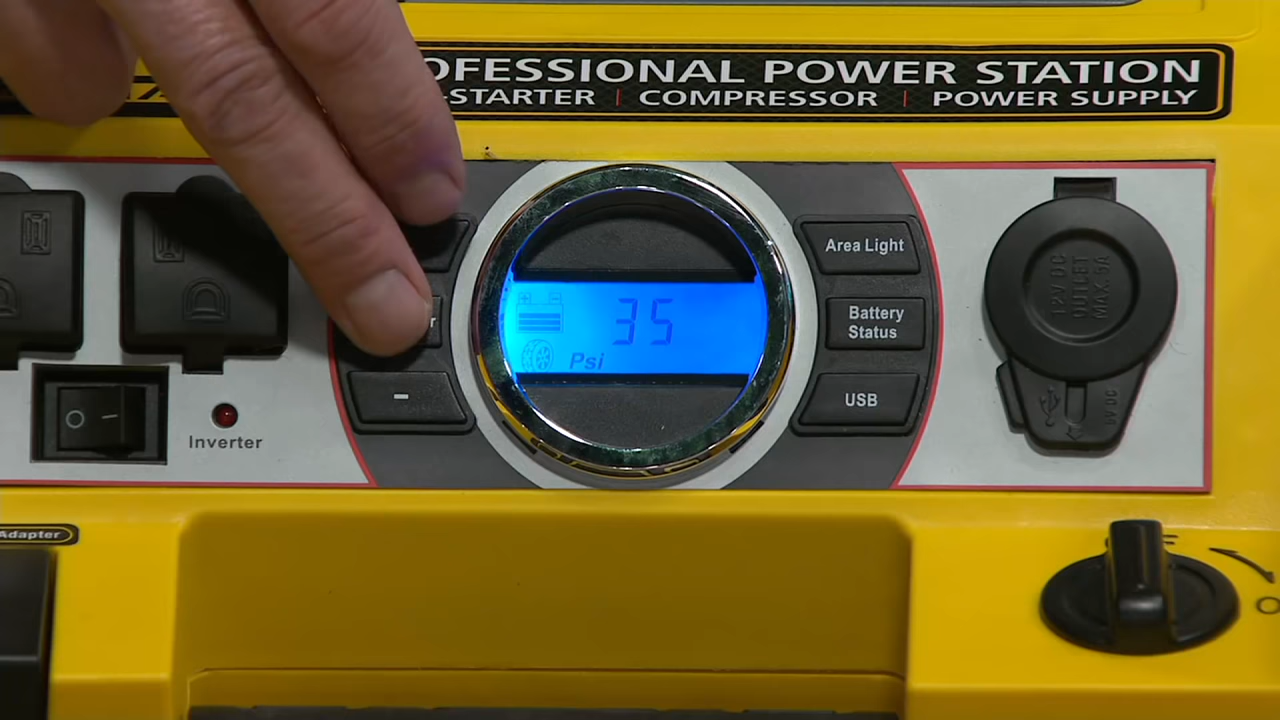 OFESSIONAL POWER STATION
-STARTER | COMPRESSOR | POWER SUPPLY
Area Light
Battery
Status
USB
35
Psi
-
Inverter
12V DC
OUTLET
MAX. 5A
5V DC
Adapter